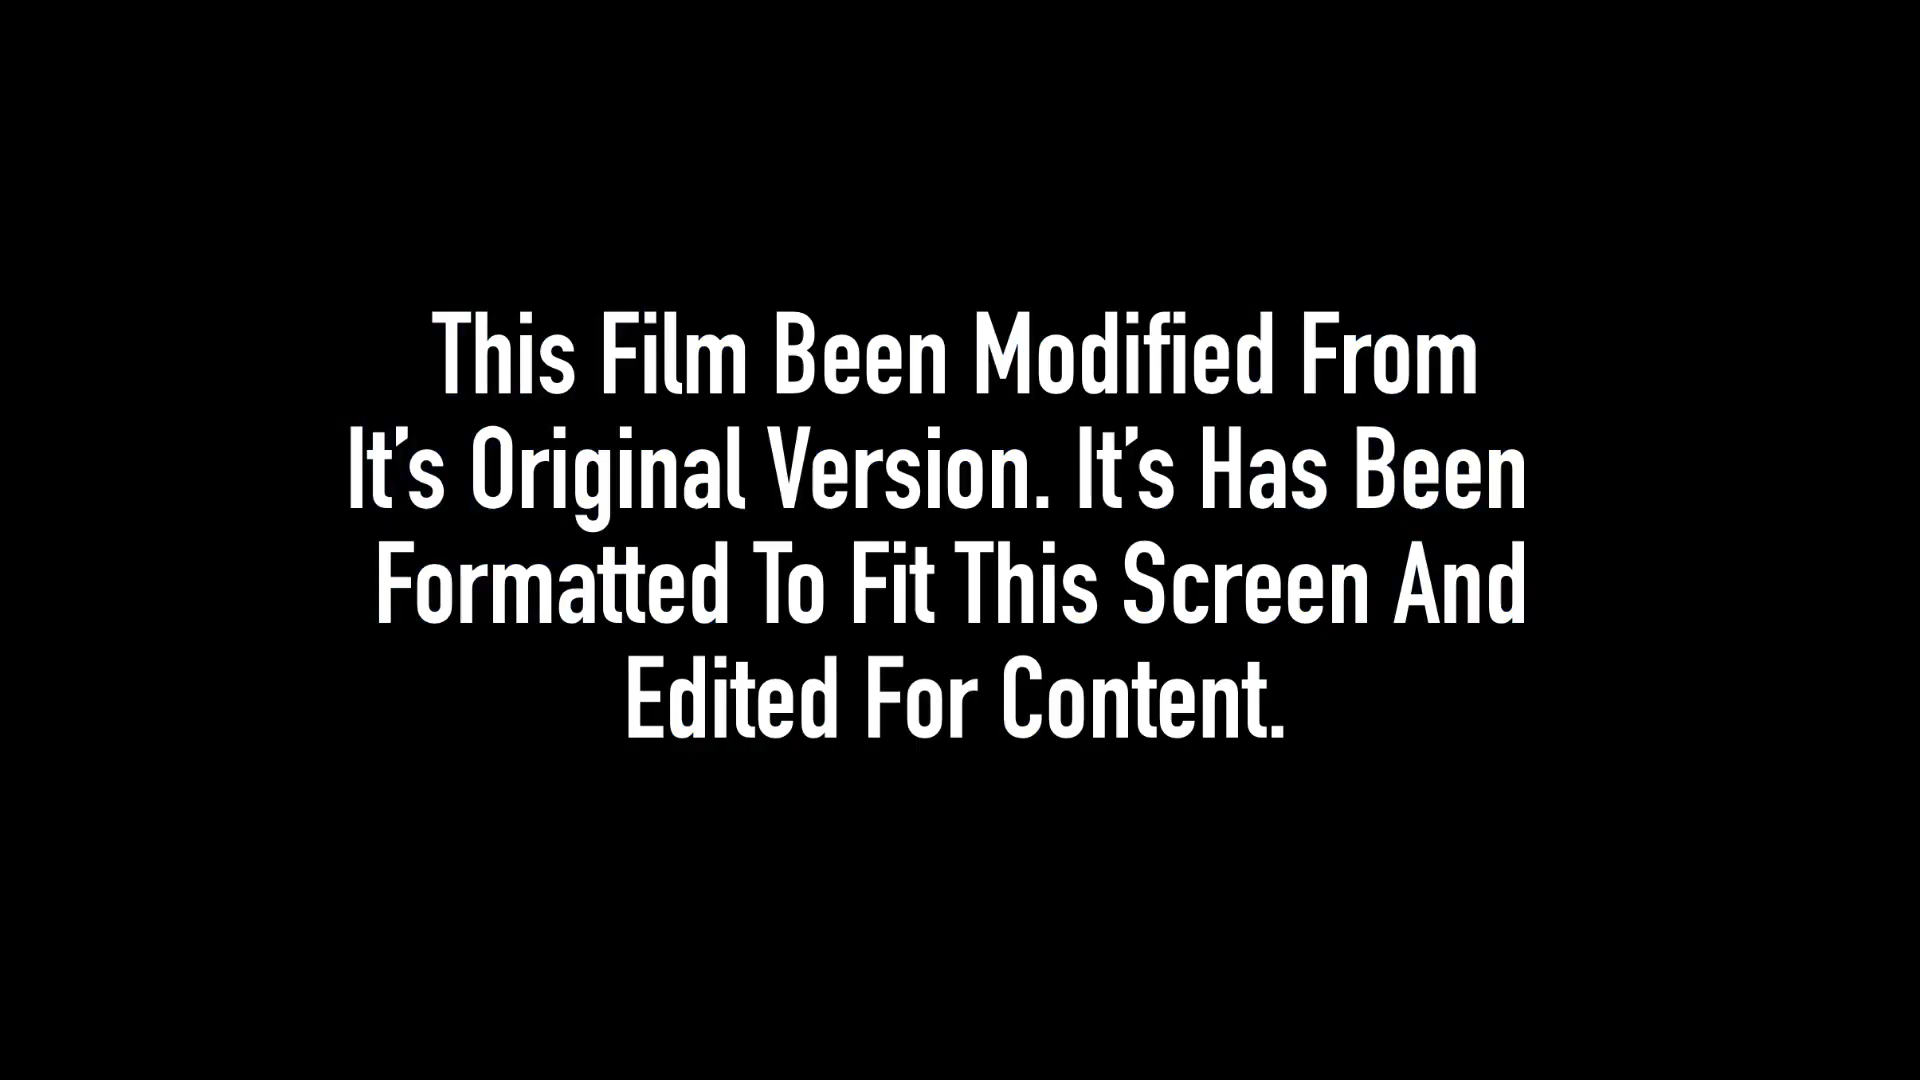 This Film Been Modified From
It’s Original Version. It’s Has Been
Formatted To Fit This Screen And
Edited For Content.